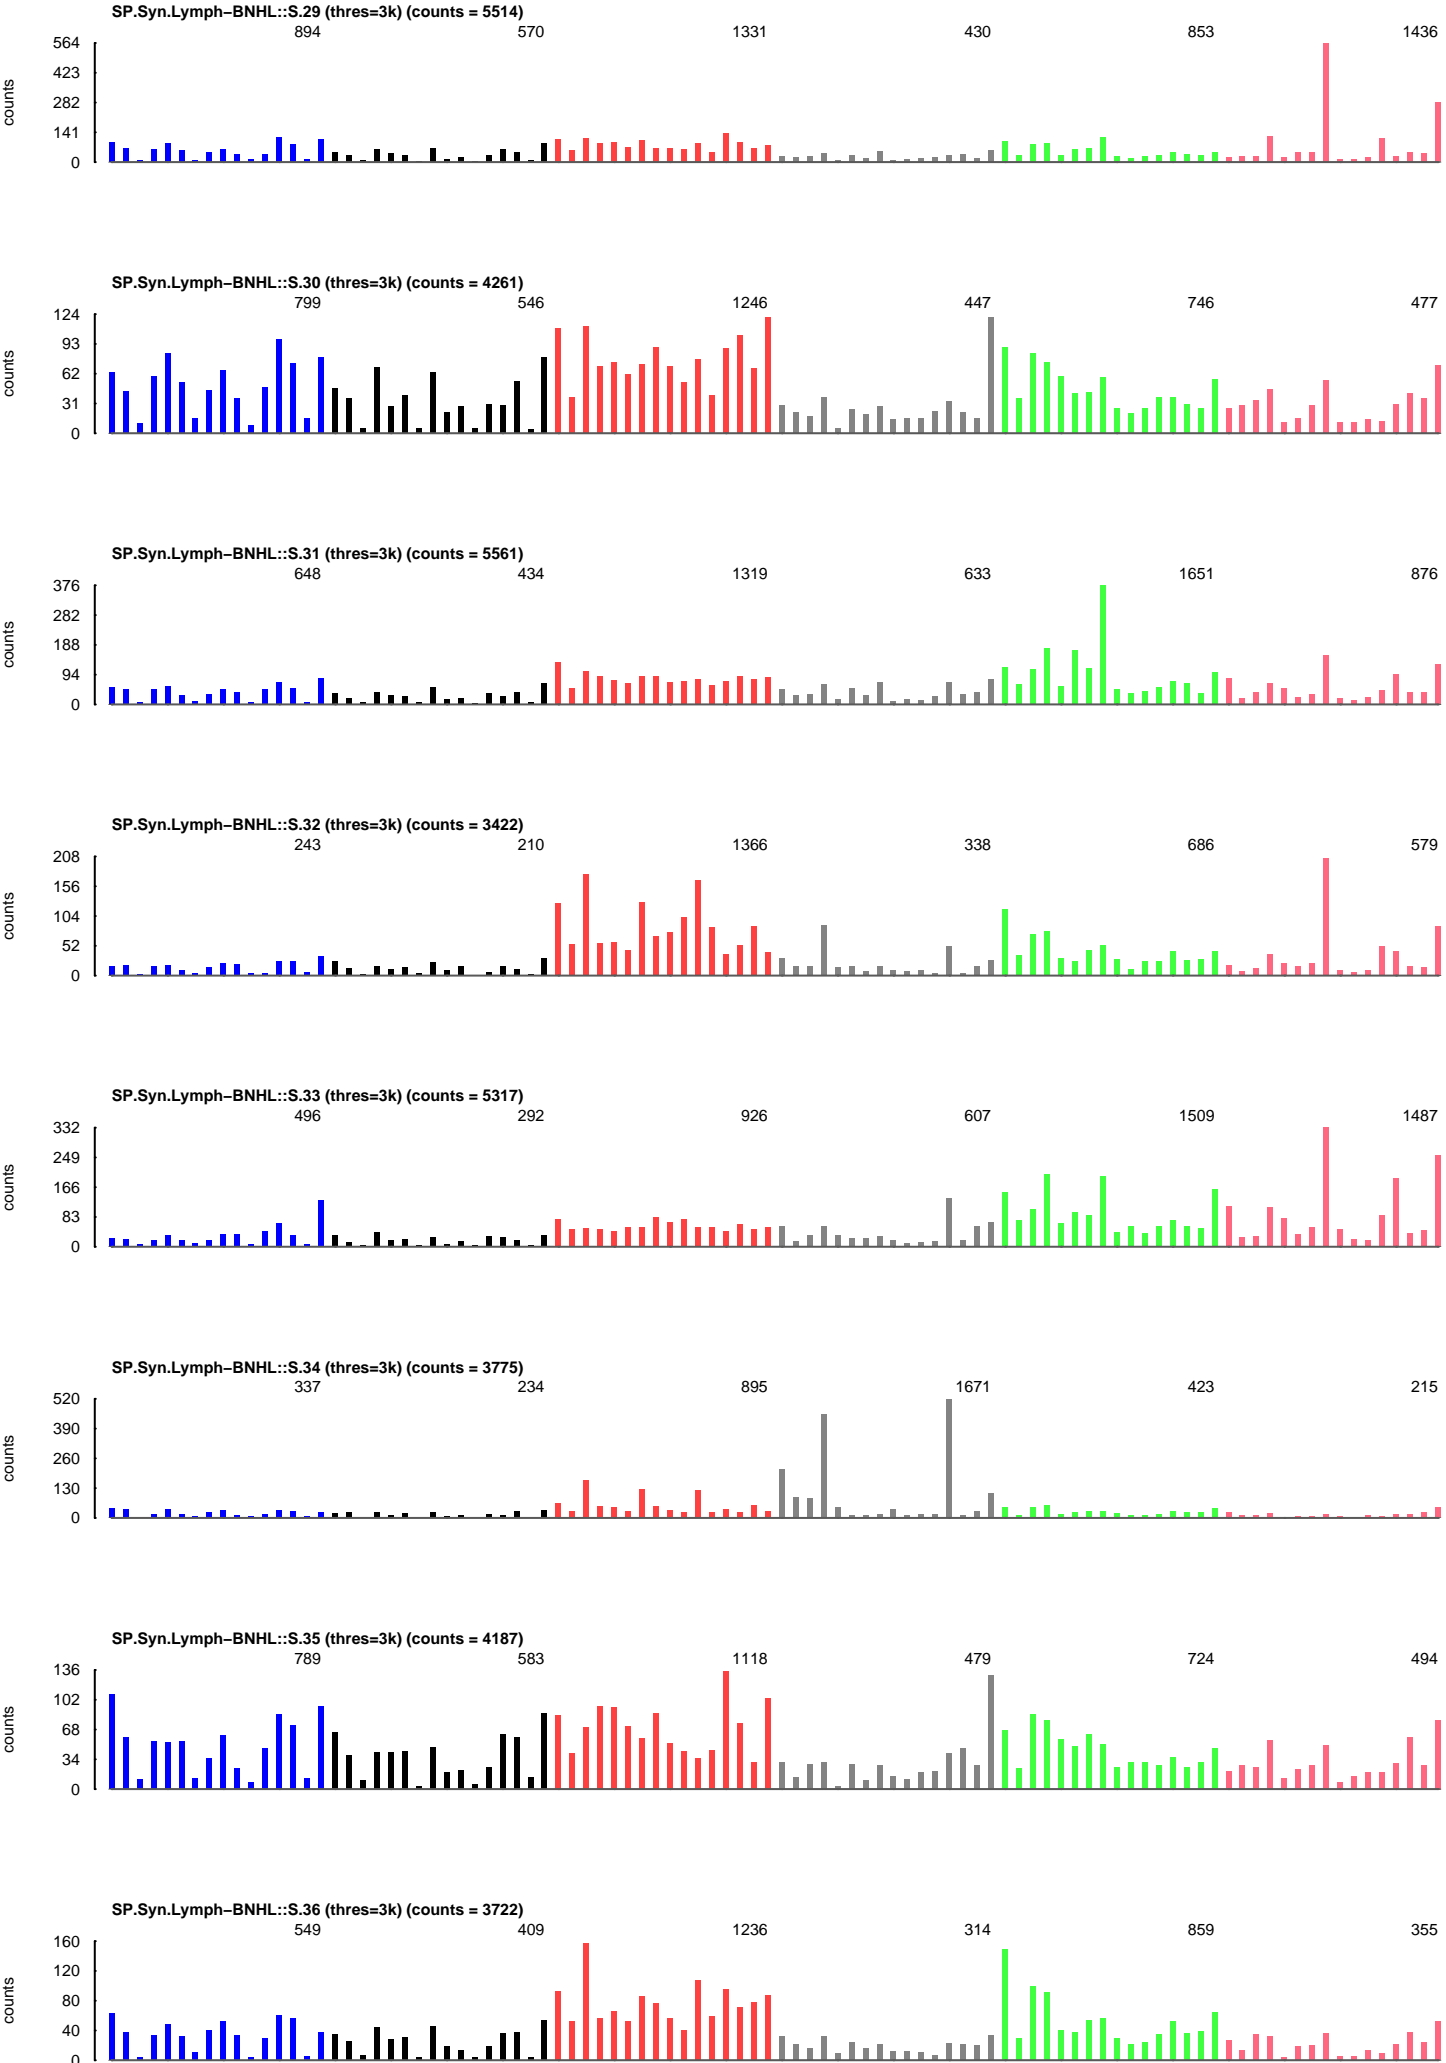 SP.Syn.Lymph−BNHL::S.29 (thres=3k) (counts = 5514)
894 570 1331 430 853 1436
564
423
282
141
0
counts
SP.Syn.Lymph−BNHL::S.30 (thres=3k) (counts = 4261)
799 546 1246 447 746 477
124
93
62
31
0
counts
SP.Syn.Lymph−BNHL::S.31 (thres=3k) (counts = 5561)
648 434 1319 633 1651 876
376
282
188
94
0
counts
SP.Syn.Lymph−BNHL::S.32 (thres=3k) (counts = 3422)
243 210 1366 338 686 579
208
156
104
52
0
counts
SP.Syn.Lymph−BNHL::S.33 (thres=3k) (counts = 5317)
496 292 926 607 1509 1487
332
249
166
83
0
counts
SP.Syn.Lymph−BNHL::S.34 (thres=3k) (counts = 3775)
337 234 895 1671 423 215
520
390
260
130
0
counts
SP.Syn.Lymph−BNHL::S.35 (thres=3k) (counts = 4187)
789 583 1118 479 724 494
136
102
68
34
0
counts
SP.Syn.Lymph−BNHL::S.36 (thres=3k) (counts = 3722)
549 409 1236 314 859 355
160
120
80
40
0
counts